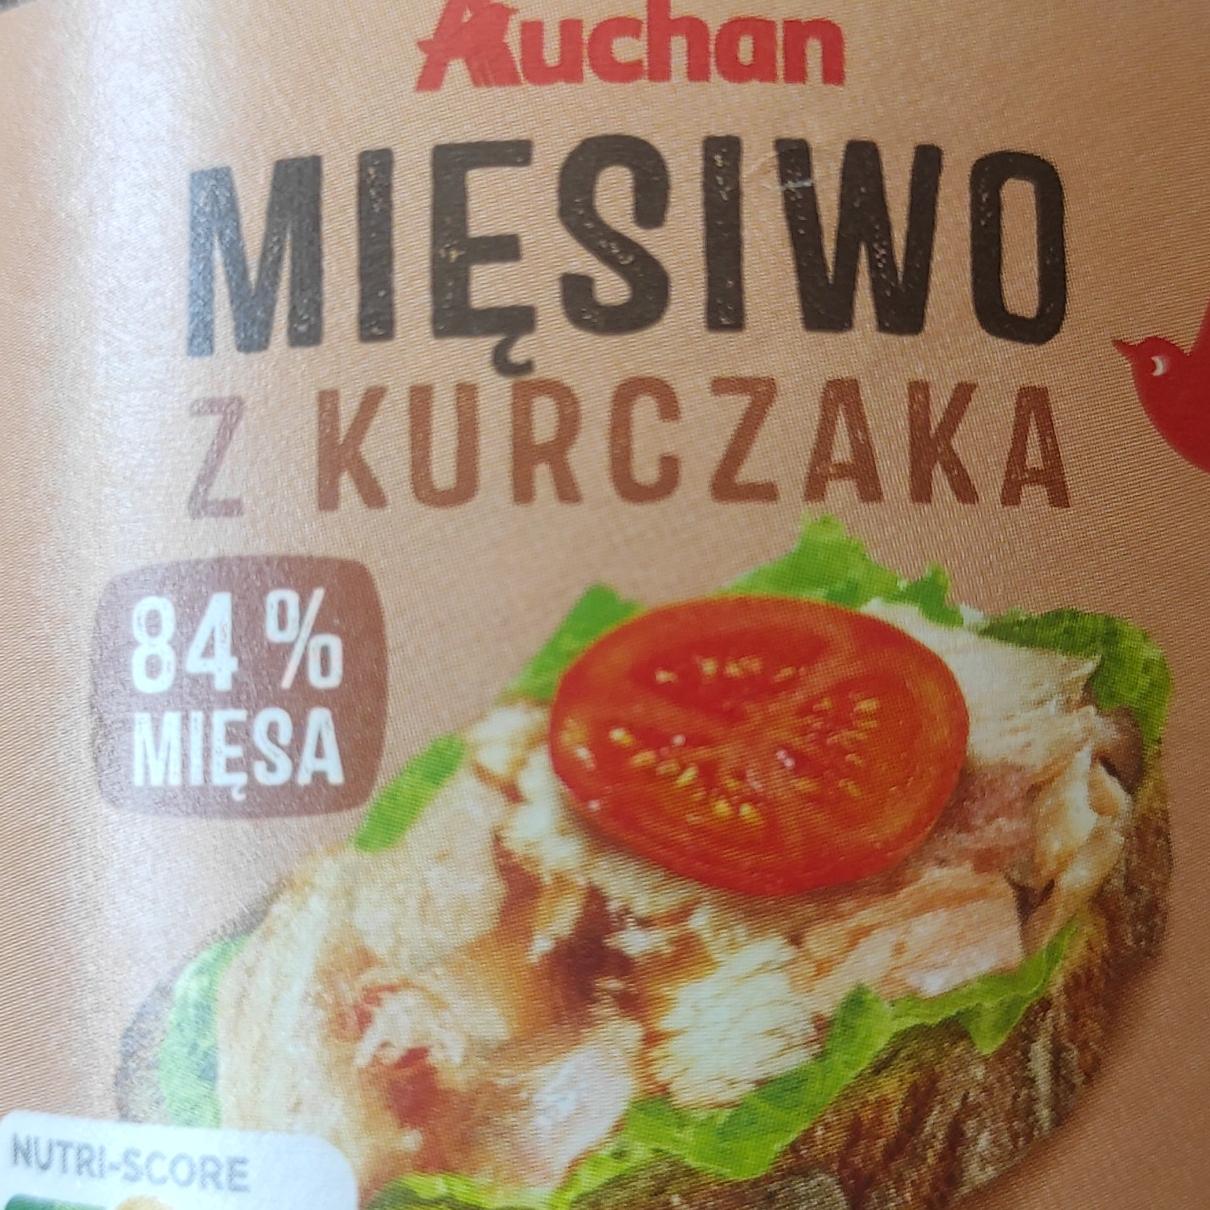 Auchan
MIĘSIWO
Z KURCZAKA
84 %
MIĘSA
NUTRI-SCORE